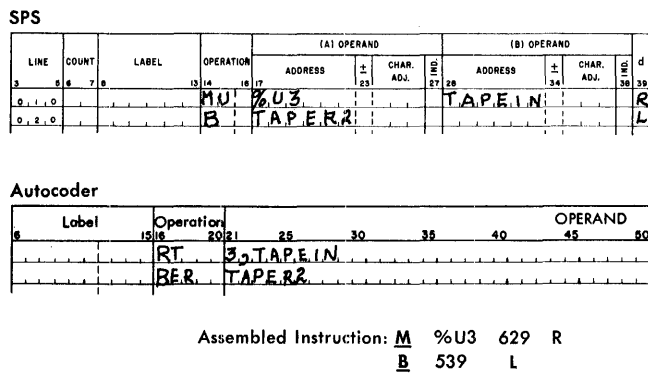 SPS
(A) OPERAND (B) OPERAND
LINE COUNT LABEL OPERATION ADDRESS ± CHAR. ADJ. IND. ADDRESS ± CHAR. ADJ. IND. d
3 5 6 7 8 13 14 16 17 23 27 28 34 38 39
0 1 0 MU %U3 TAPEIN R
0 2 0 B TAPER2 L
Autocoder
Label Operation OPERAND
6 15 16 20 21 25 30 35 40 45 50
RT 3,TAPEIN
BER TAPER2
Assembled Instruction: M %U3 629 R
B 539 L